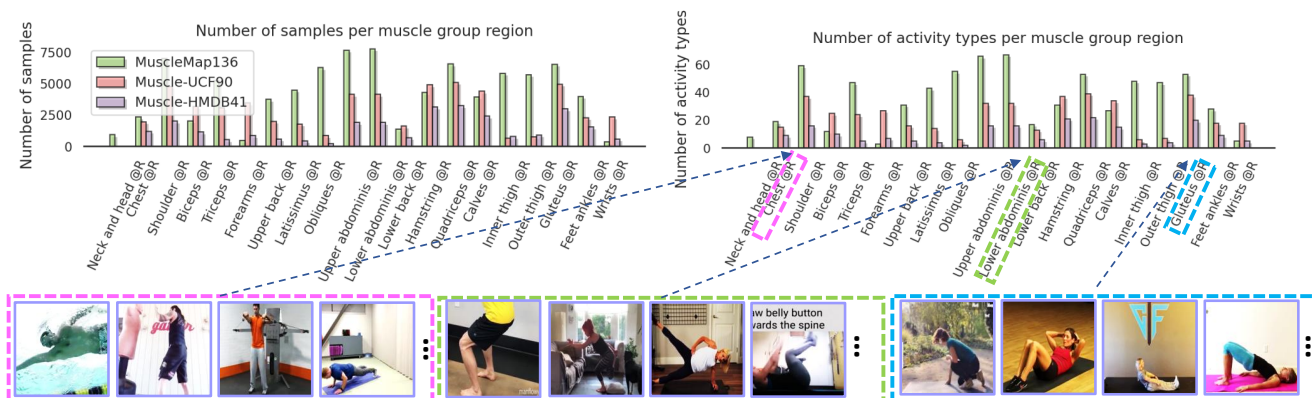 Number of samples per muscle group region
Number of samples
7500
5000
2500
0
MuscleMap136
Muscle-UCF90
Muscle-HMDB41
Neck and head @R
Chest @R
Shoulder @R
Biceps @R
Triceps @R
Forearms @R
Upper back @R
Latissimus @R
Obliques @R
Upper abdominis @R
Lower abdominis @R
Lower back @R
Hamstring @R
Quadriceps @R
Calves @R
Inner thigh @R
Outer thigh @R
Gluteus @R
Feet ankles @R
Wrists @R
Number of activity types per muscle group region
Number of activity types
60
40
20
0
Neck and head @R
Chest @R
Shoulder @R
Biceps @R
Triceps @R
Forearms @R
Upper back @R
Latissimus @R
Obliques @R
Upper abdominis @R
Lower abdominis @R
Lower back @R
Hamstring @R
Quadriceps @R
Calves @R
Inner thigh @R
Outer thigh @R
Gluteus @R
Feet ankles @R
Wrists @R
aw belly button
vards the spine